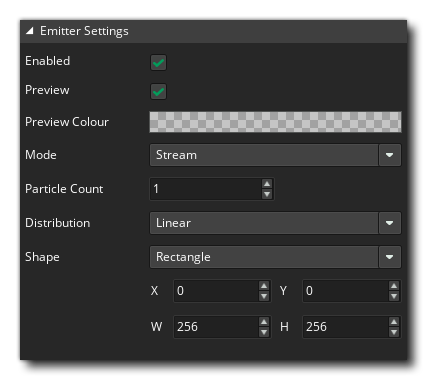 Emitter Settings
Enabled
Preview
Preview Colour
Mode Stream
Particle Count 1
Distribution Linear
Shape Rectangle
X 0 Y 0
W 256 H 256